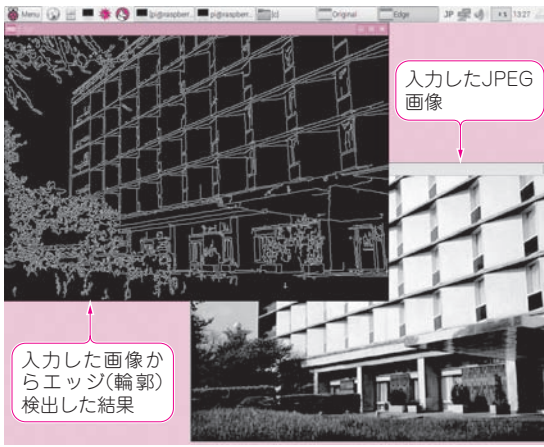 Menu [pi@raspberr... pi@raspberr... [c] Original Edge JP 13:27
入力したJPEG
画像
入力した画像か
らエッジ(輪郭)
検出した結果